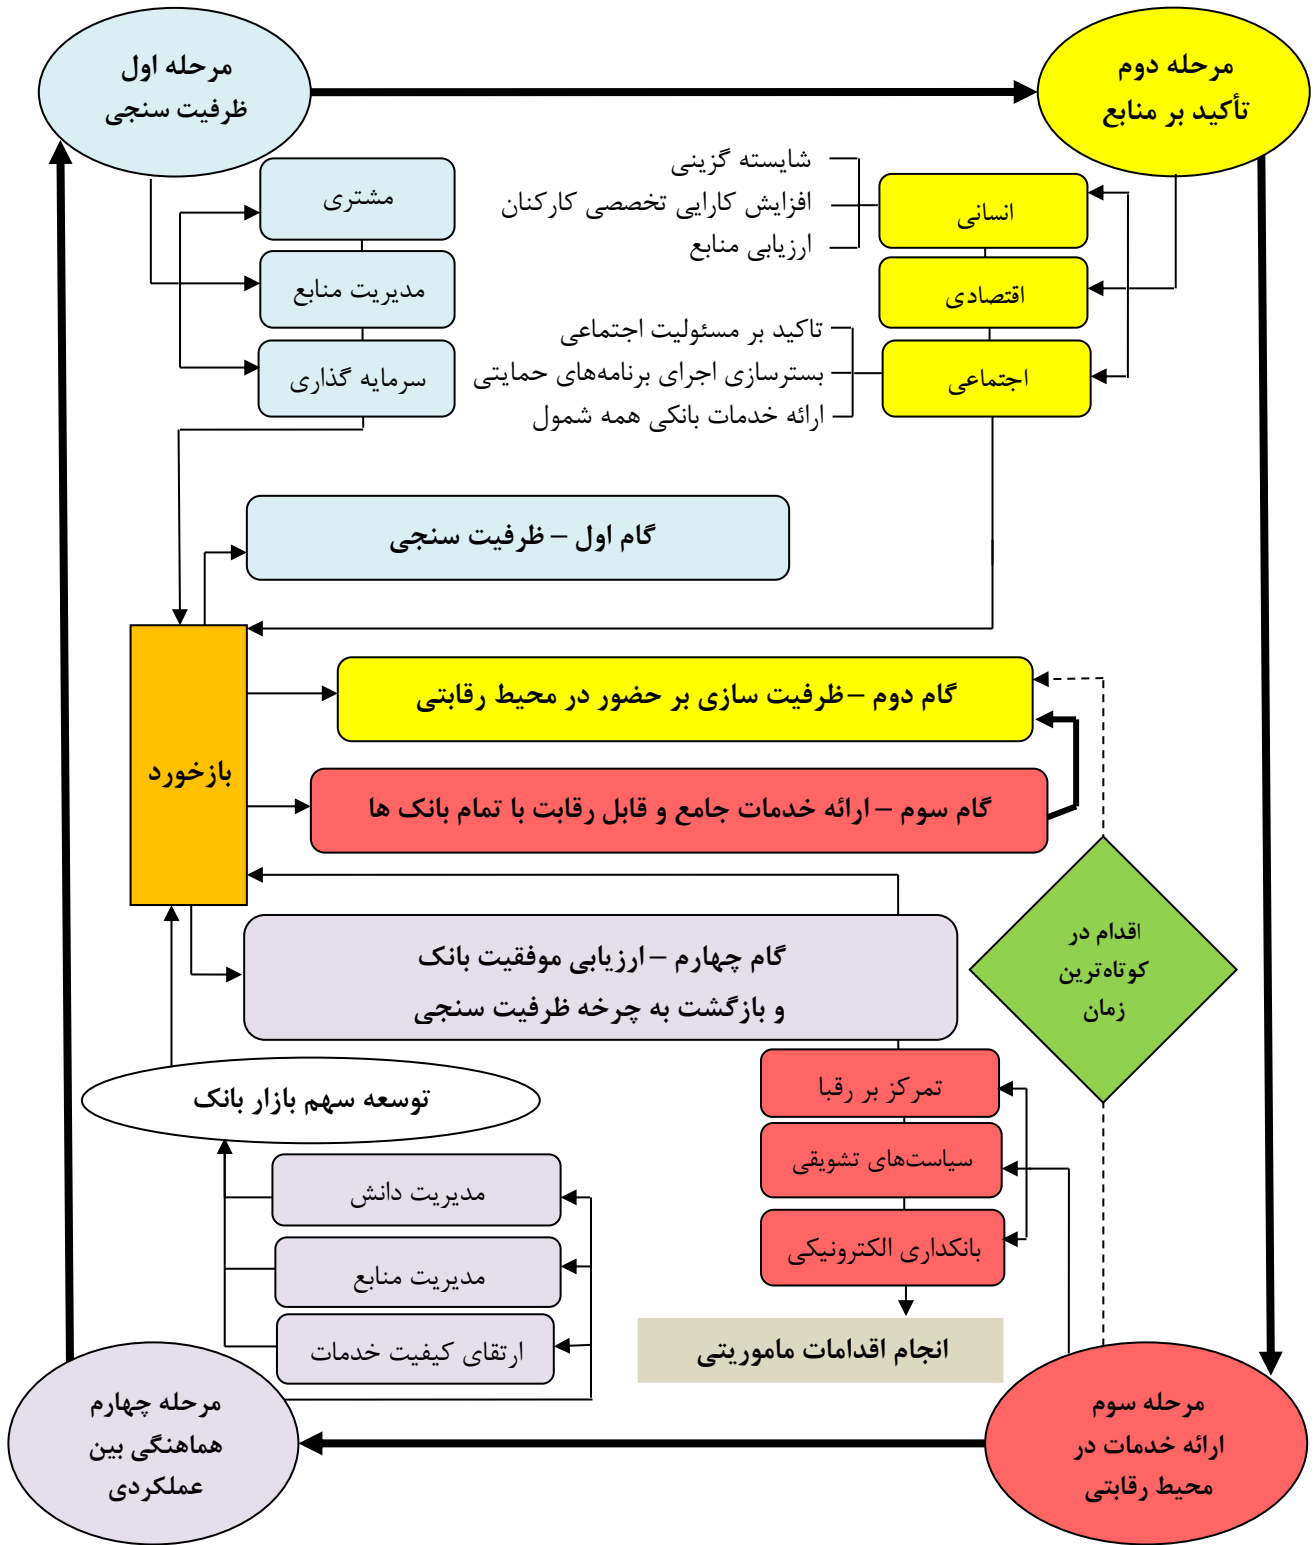 مرحله اول
ظرفیت سنجی
مرحله دوم
تأکید بر منابع
مشتری
مدیریت منابع
سرمایه گذاری
انسانی
اقتصادی
اجتماعی
شایسته گزینی
افزایش کارایی تخصصی کارکنان
ارزیابی منابع
تاکید بر مسئولیت اجتماعی
بسترسازی اجرای برنامه‌های حمایتی
ارائه خدمات بانکی همه شمول
گام اول – ظرفیت سنجی
بازخورد
گام دوم – ظرفیت سازی بر حضور در محیط رقابتی
گام سوم – ارائه خدمات جامع و قابل رقابت با تمام بانک ها
گام چهارم – ارزیابی موفقیت بانک
و بازگشت به چرخه ظرفیت سنجی
اقدام در
کوتاه‌ترین
زمان
توسعه سهم بازار بانک
تمرکز بر رقبا
سیاست‌های تشویقی
بانکداری الکترونیکی
انجام اقدامات ماموریتی
مدیریت دانش
مدیریت منابع
ارتقای کیفیت خدمات
مرحله سوم
ارائه خدمات در
محیط رقابتی
مرحله چهارم
هماهنگی بین
عملکردی